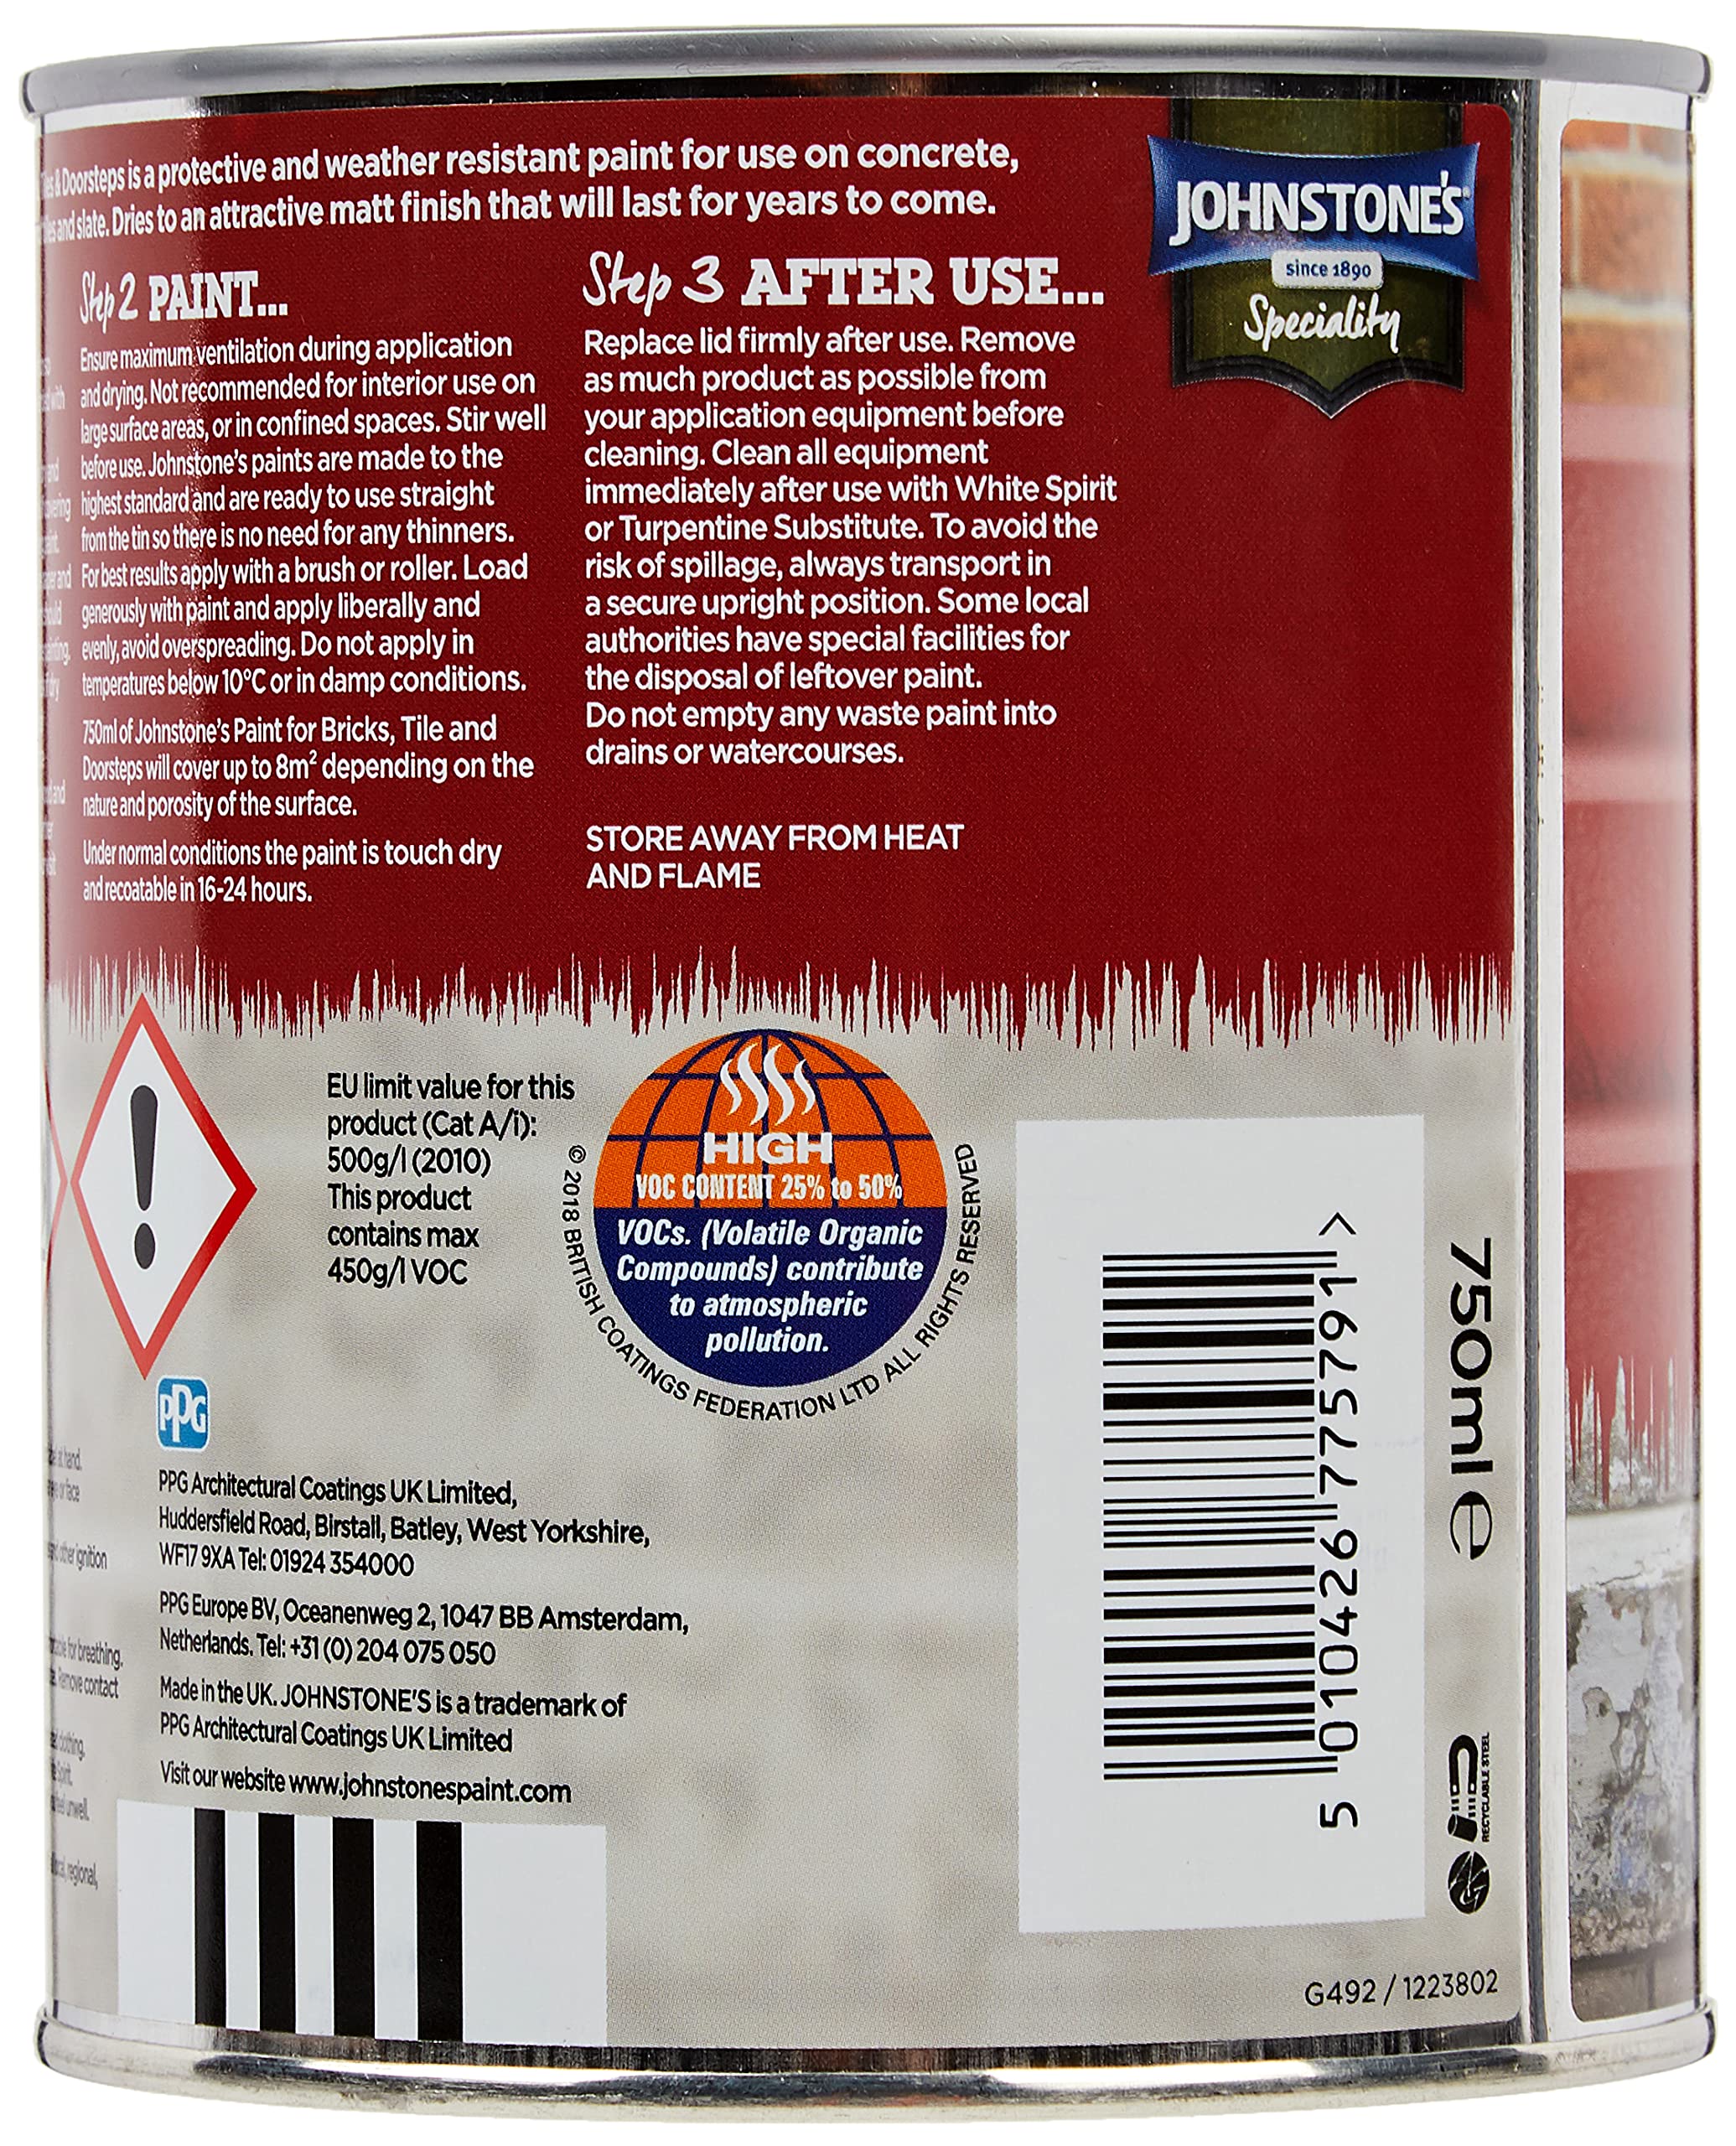 & Doorsteps is a protective and weather resistant paint for use on concrete,
and slate. Dries to an attractive matt finish that will last for years to come.
JOHNSTONE'S
since 1890
Speciality
Step 2 PAINT...
Ensure maximum ventilation during application
and drying. Not recommended for interior use on
large surface areas, or in confined spaces. Stir well
before use. Johnstone's paints are made to the
highest standard and are ready to use straight
from the tin so there is no need for any thinners.
For best results apply with a brush or roller. Load
generously with paint and apply liberally and
evenly, avoid overspreading. Do not apply in
temperatures below 10°C or in damp conditions.
750ml of Johnstone's Paint for Bricks, Tile and
Doorsteps will cover up to 8m² depending on the
nature and porosity of the surface.
Under normal conditions the paint is touch dry
and recoatable in 16-24 hours.
Step 3 AFTER USE...
Replace lid firmly after use. Remove
as much product as possible from
your application equipment before
cleaning. Clean all equipment
immediately after use with White Spirit
or Turpentine Substitute. To avoid the
risk of spillage, always transport in
a secure upright position. Some local
authorities have special facilities for
the disposal of leftover paint.
Do not empty any waste paint into
drains or watercourses.
STORE AWAY FROM HEAT
AND FLAME
EU limit value for this
product (Cat A/i):
500g/l (2010)
This product
contains max
450g/l VOC
HIGH
VOC CONTENT 25% to 50%
VOCs. (Volatile Organic
Compounds) contribute
to atmospheric
pollution.
© 2018 BRITISH COATINGS FEDERATION LTD ALL RIGHTS RESERVED
PPG
PPG Architectural Coatings UK Limited,
Huddersfield Road, Birstall, Batley, West Yorkshire,
WF17 9XA Tel: 01924 354000
PPG Europe BV, Oceanenweg 2, 1047 BB Amsterdam,
Netherlands. Tel: +31 (0) 204 075 050
Made in the UK. JOHNSTONE'S is a trademark of
PPG Architectural Coatings UK Limited
Visit our website www.johnstonespaint.com
at hand.
or face
and other ignition
for breathing.
Remove contact
clothing.
unwell.
regional,
5 010426 775791 >
750ml e
RECYCLABLE STEEL
G492 / 1223802